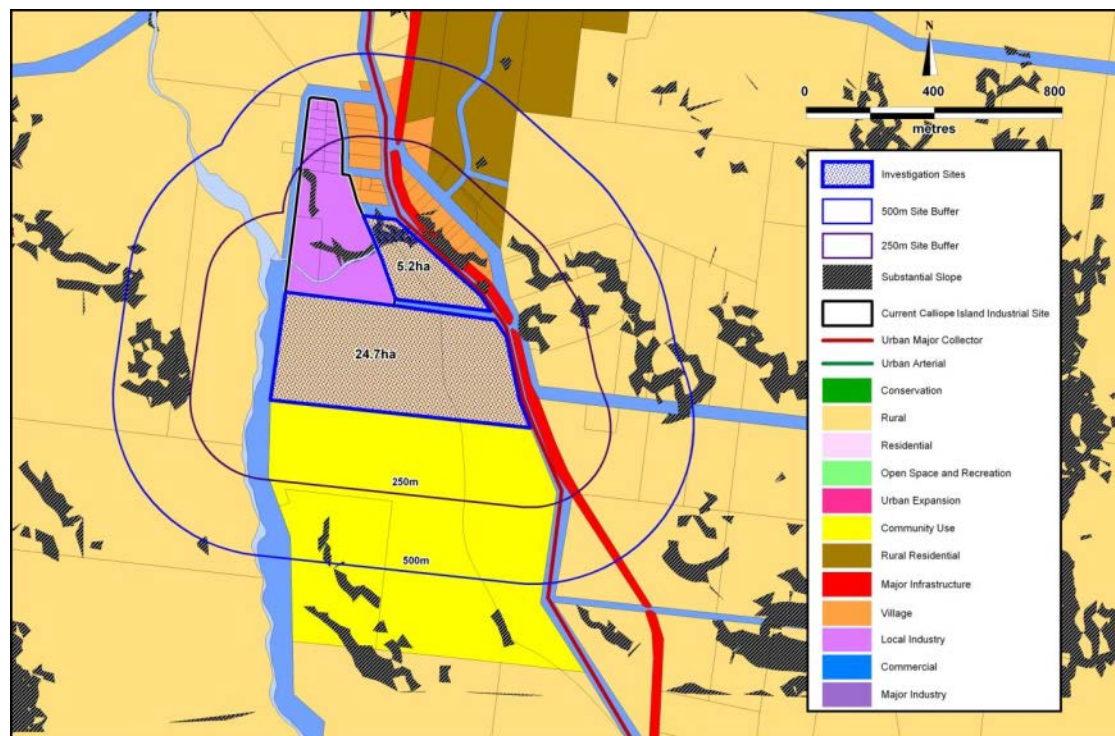 N
0 400 800
metres
Investigation Sites
500m Site Buffer
250m Site Buffer
Substantial Slope
Current Calliope Island Industrial Site
Urban Major Collector
Urban Arterial
Conservation
Rural
Residential
Open Space and Recreation
Urban Expansion
Community Use
Rural Residential
Major Infrastructure
Village
Local Industry
Commercial
Major Industry
5.2ha
24.7ha
250m
500m